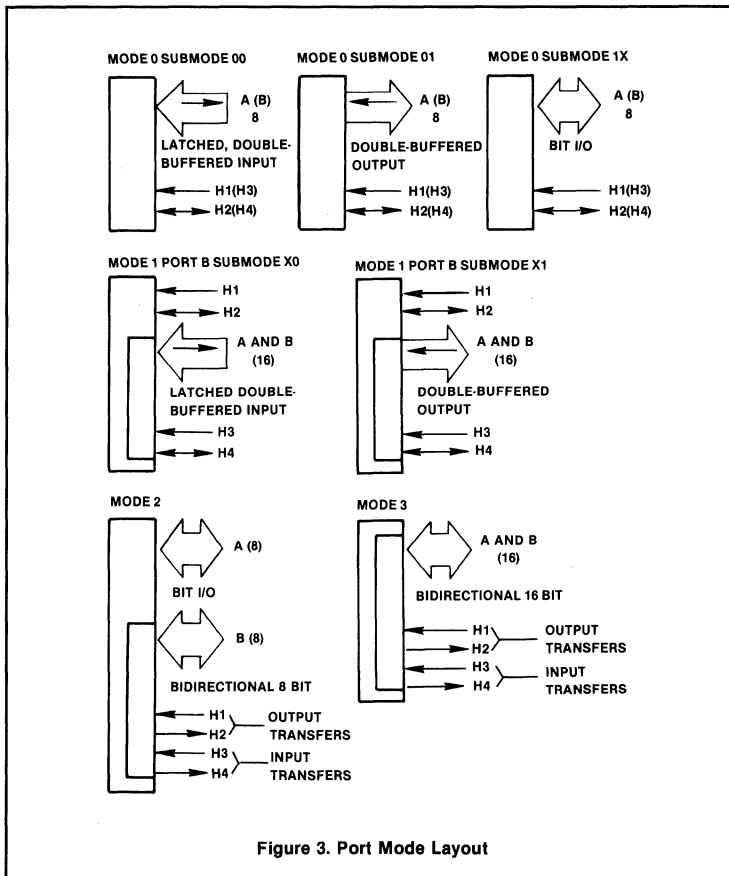 MODE 0 SUBMODE 00
A (B)
8
LATCHED, DOUBLE-
BUFFERED INPUT
H1(H3)
H2(H4)
MODE 0 SUBMODE 01
A (B)
8
DOUBLE-BUFFERED
OUTPUT
H1(H3)
H2(H4)
MODE 0 SUBMODE 1X
A (B)
8
BIT I/O
H1(H3)
H2(H4)
MODE 1 PORT B SUBMODE X0
H1
H2
A AND B
(16)
LATCHED DOUBLE-
BUFFERED INPUT
H3
H4
MODE 1 PORT B SUBMODE X1
H1
H2
A AND B
(16)
DOUBLE-BUFFERED
OUTPUT
H3
H4
MODE 2
A (8)
BIT I/O
B (8)
BIDIRECTIONAL 8 BIT
H1
H2
OUTPUT
TRANSFERS
H3
H4
INPUT
TRANSFERS
MODE 3
A AND B
(16)
BIDIRECTIONAL 16 BIT
H1
H2
OUTPUT
TRANSFERS
H3
H4
INPUT
TRANSFERS
Figure 3. Port Mode Layout